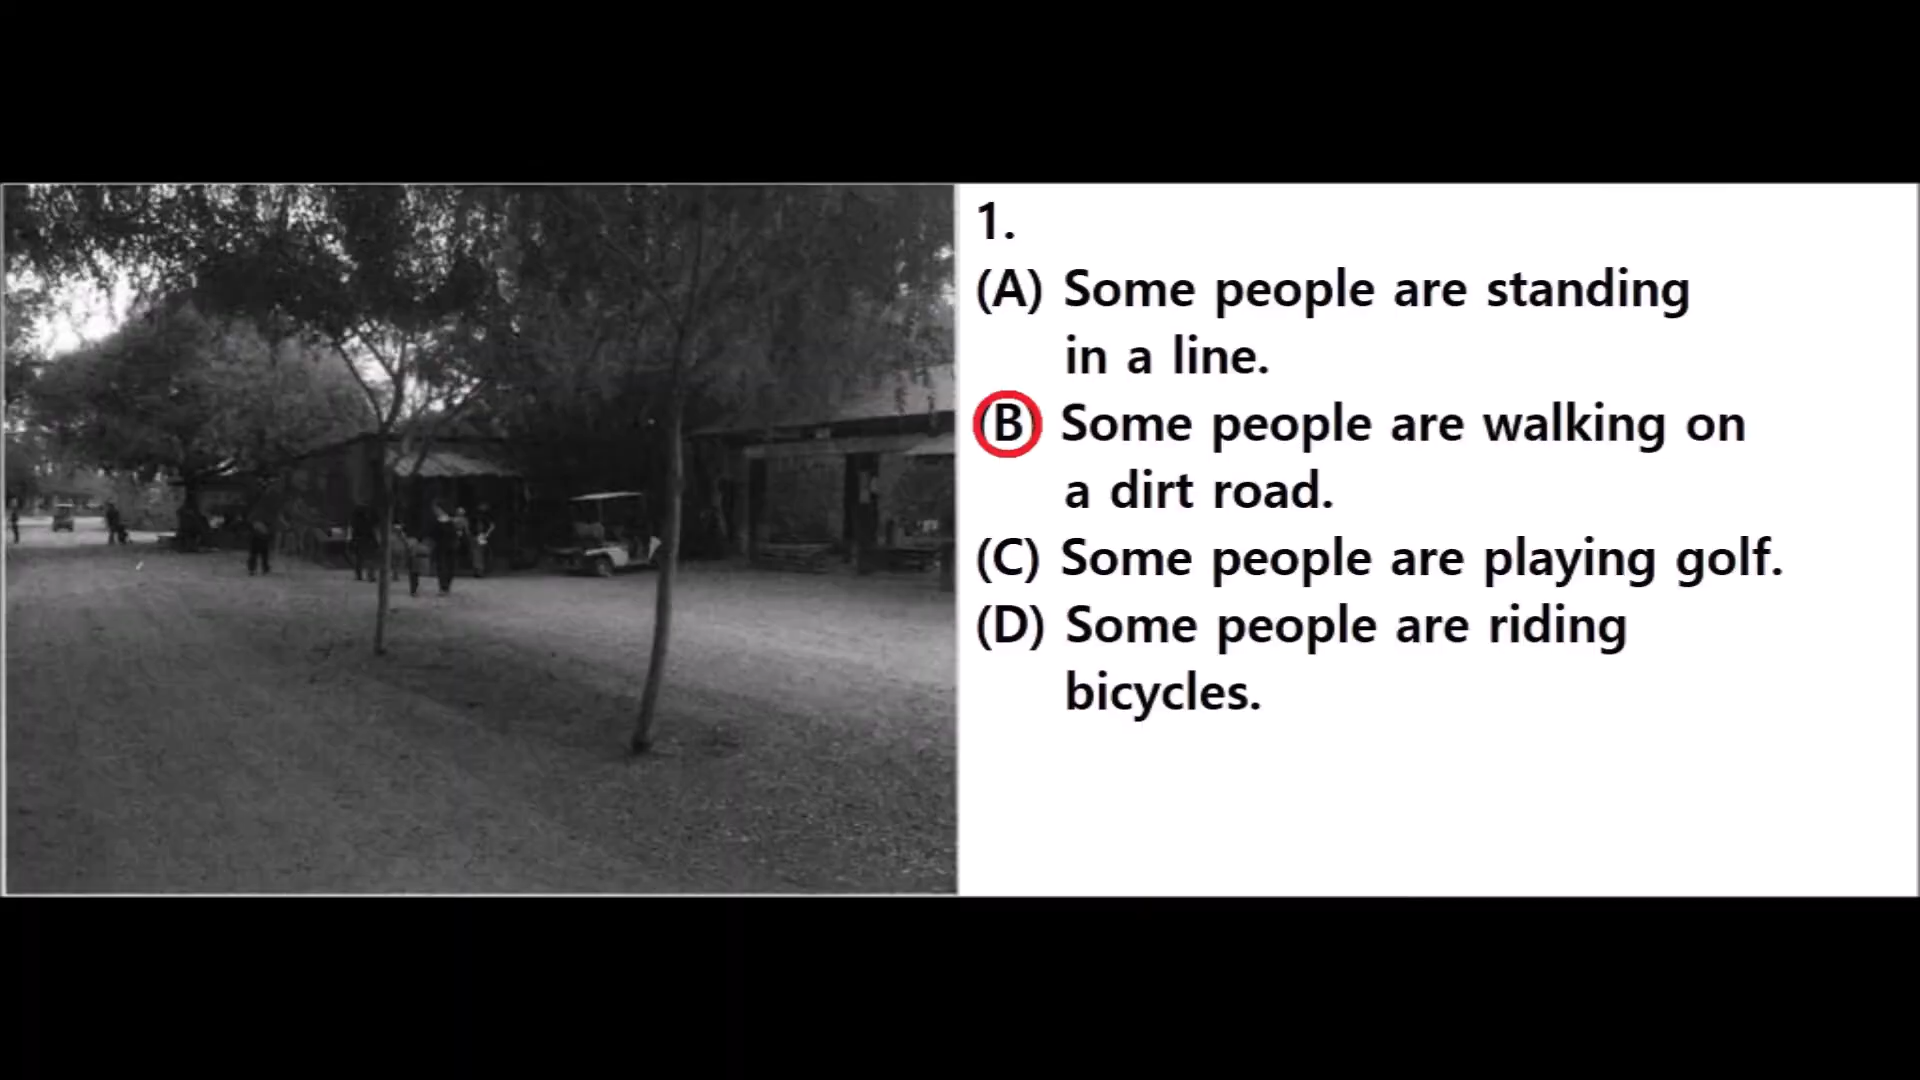 1.
(A) Some people are standing
in a line.
(B) Some people are walking on
a dirt road.
(C) Some people are playing golf.
(D) Some people are riding
bicycles.